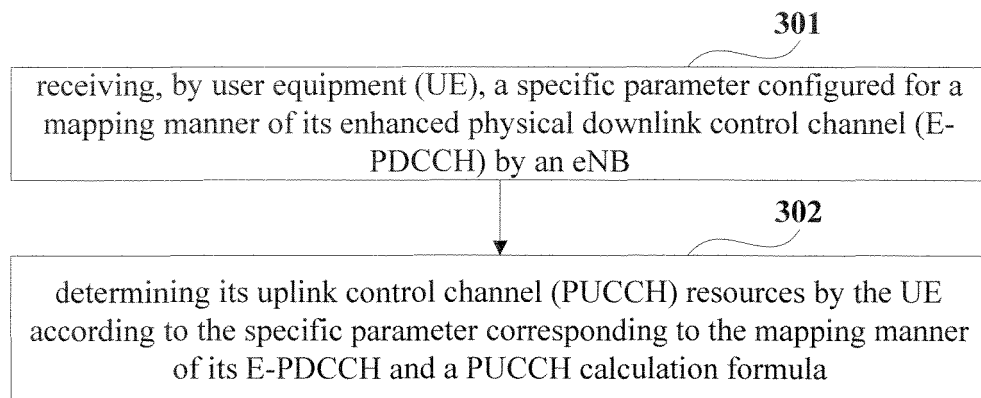 301
receiving, by user equipment (UE), a specific parameter configured for a
mapping manner of its enhanced physical downlink control channel (E-
PDCCH) by an eNB
302
determining its uplink control channel (PUCCH) resources by the UE
according to the specific parameter corresponding to the mapping manner
of its E-PDCCH and a PUCCH calculation formula